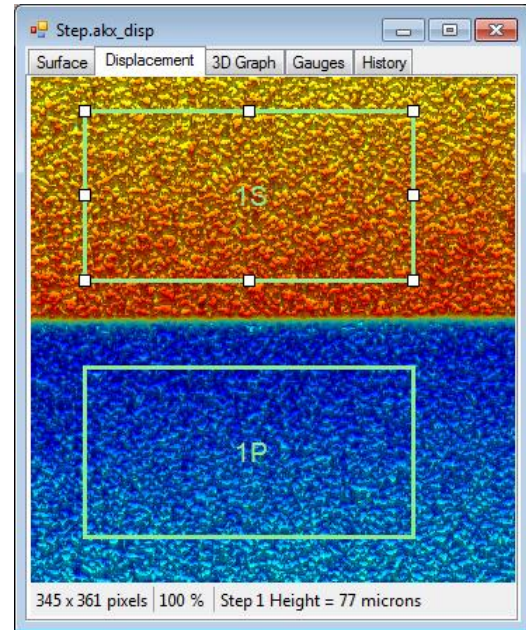 Step.akx_disp
Surface Displacement 3D Graph Gauges History
1S
1P
345 x 361 pixels 100 % Step 1 Height = 77 microns